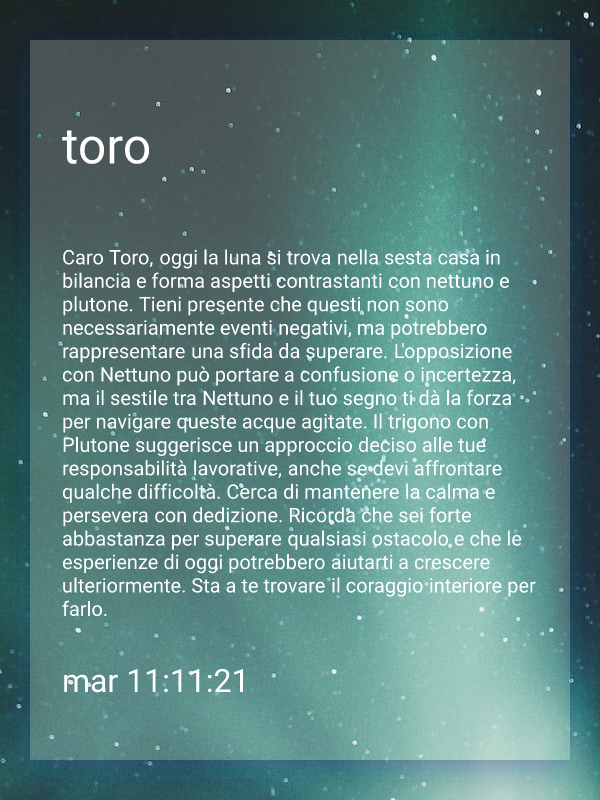 toro
Caro Toro, oggi la luna si trova nella sesta casa in
bilancia e forma aspetti contrastanti con nettuno e
plutone. Tieni presente che questi non sono
necessariamente eventi negativi, ma potrebbero
rappresentare una sfida da superare. L'opposizione
con Nettuno può portare a confusione o incertezza,
ma il sestile tra Nettuno e il tuo segno ti dà la forza
per navigare queste acque agitate. Il trigono con
Plutone suggerisce un approccio deciso alle tue
responsabilità lavorative, anche se devi affrontare
qualche difficoltà. Cerca di mantenere la calma e
persevera con dedizione. Ricorda che sei forte
abbastanza per superare qualsiasi ostacolo e che le
esperienze di oggi potrebbero aiutarti a crescere
ulteriormente. Sta a te trovare il coraggio interiore per
farlo.
mar 11:11:21